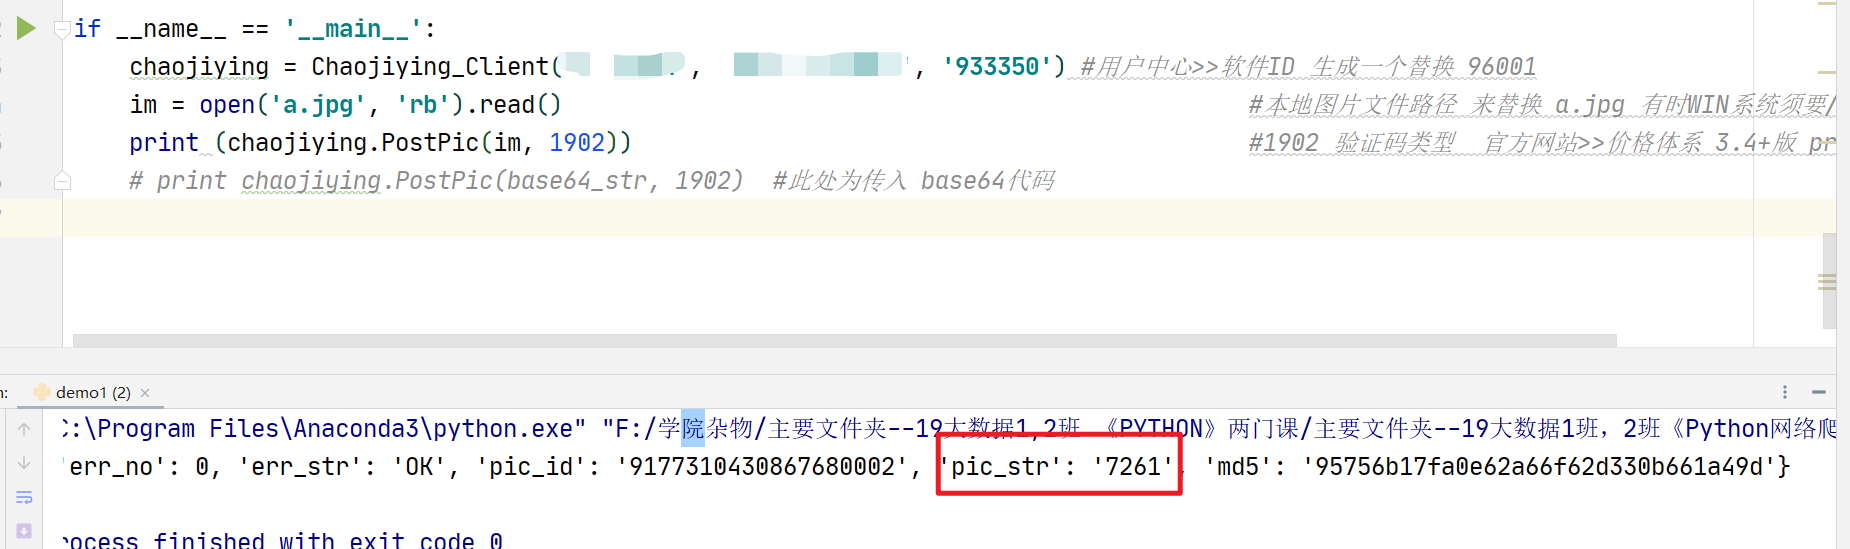 if __name__ == '__main__':
chaojiying = Chaojiying_Client( , ', '933350') #用户中心>>软件ID 生成一个替换 96001
im = open('a.jpg', 'rb').read() #本地图片文件路径 来替换 a.jpg 有时WIN系统须要/
print (chaojiying.PostPic(im, 1902)) #1902 验证码类型 官方网站>>价格体系 3.4+版 pr
# print chaojiying.PostPic(base64_str, 1902) #此处为传入 base64代码
demo1 (2) ×
C:\Program Files\Anaconda3\python.exe" "F:/学院杂物/主要文件夹--19大数据1,2班 《PYTHON》两门课/主要文件夹--19大数据1班，2班《Python网络爬
'err_no': 0, 'err_str': 'OK', 'pic_id': '9177310430867680002', 'pic_str': '7261', 'md5': '95756b17fa0e62a66f62d330b661a49d'}
rocess finished with exit code 0